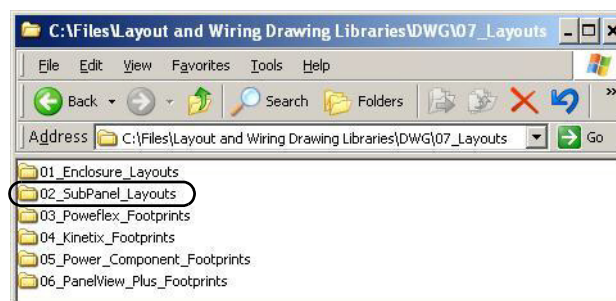 C:\Files\Layout and Wiring Drawing Libraries\DWG\07_Layouts
File Edit View Favorites Tools Help
Back Search Folders »
Address C:\Files\Layout and Wiring Drawing Libraries\DWG\07_Layouts Go
01_Enclosure_Layouts
02_SubPanel_Layouts
03_Poweflex_Footprints
04_Kinetix_Footprints
05_Power_Component_Footprints
06_PanelView_Plus_Footprints